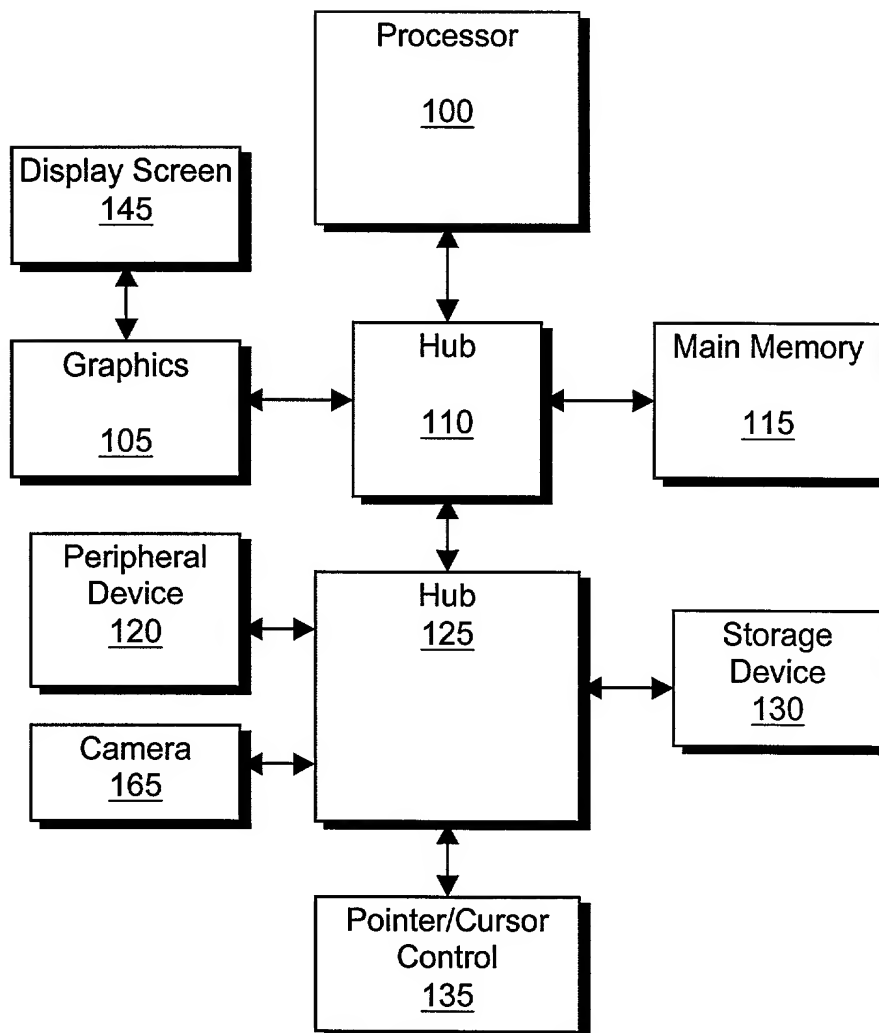 Processor
100
Display Screen
145
Graphics
105
Hub
110
Main Memory
115
Peripheral
Device
120
Hub
125
Storage
Device
130
Camera
165
Pointer/Cursor
Control
135